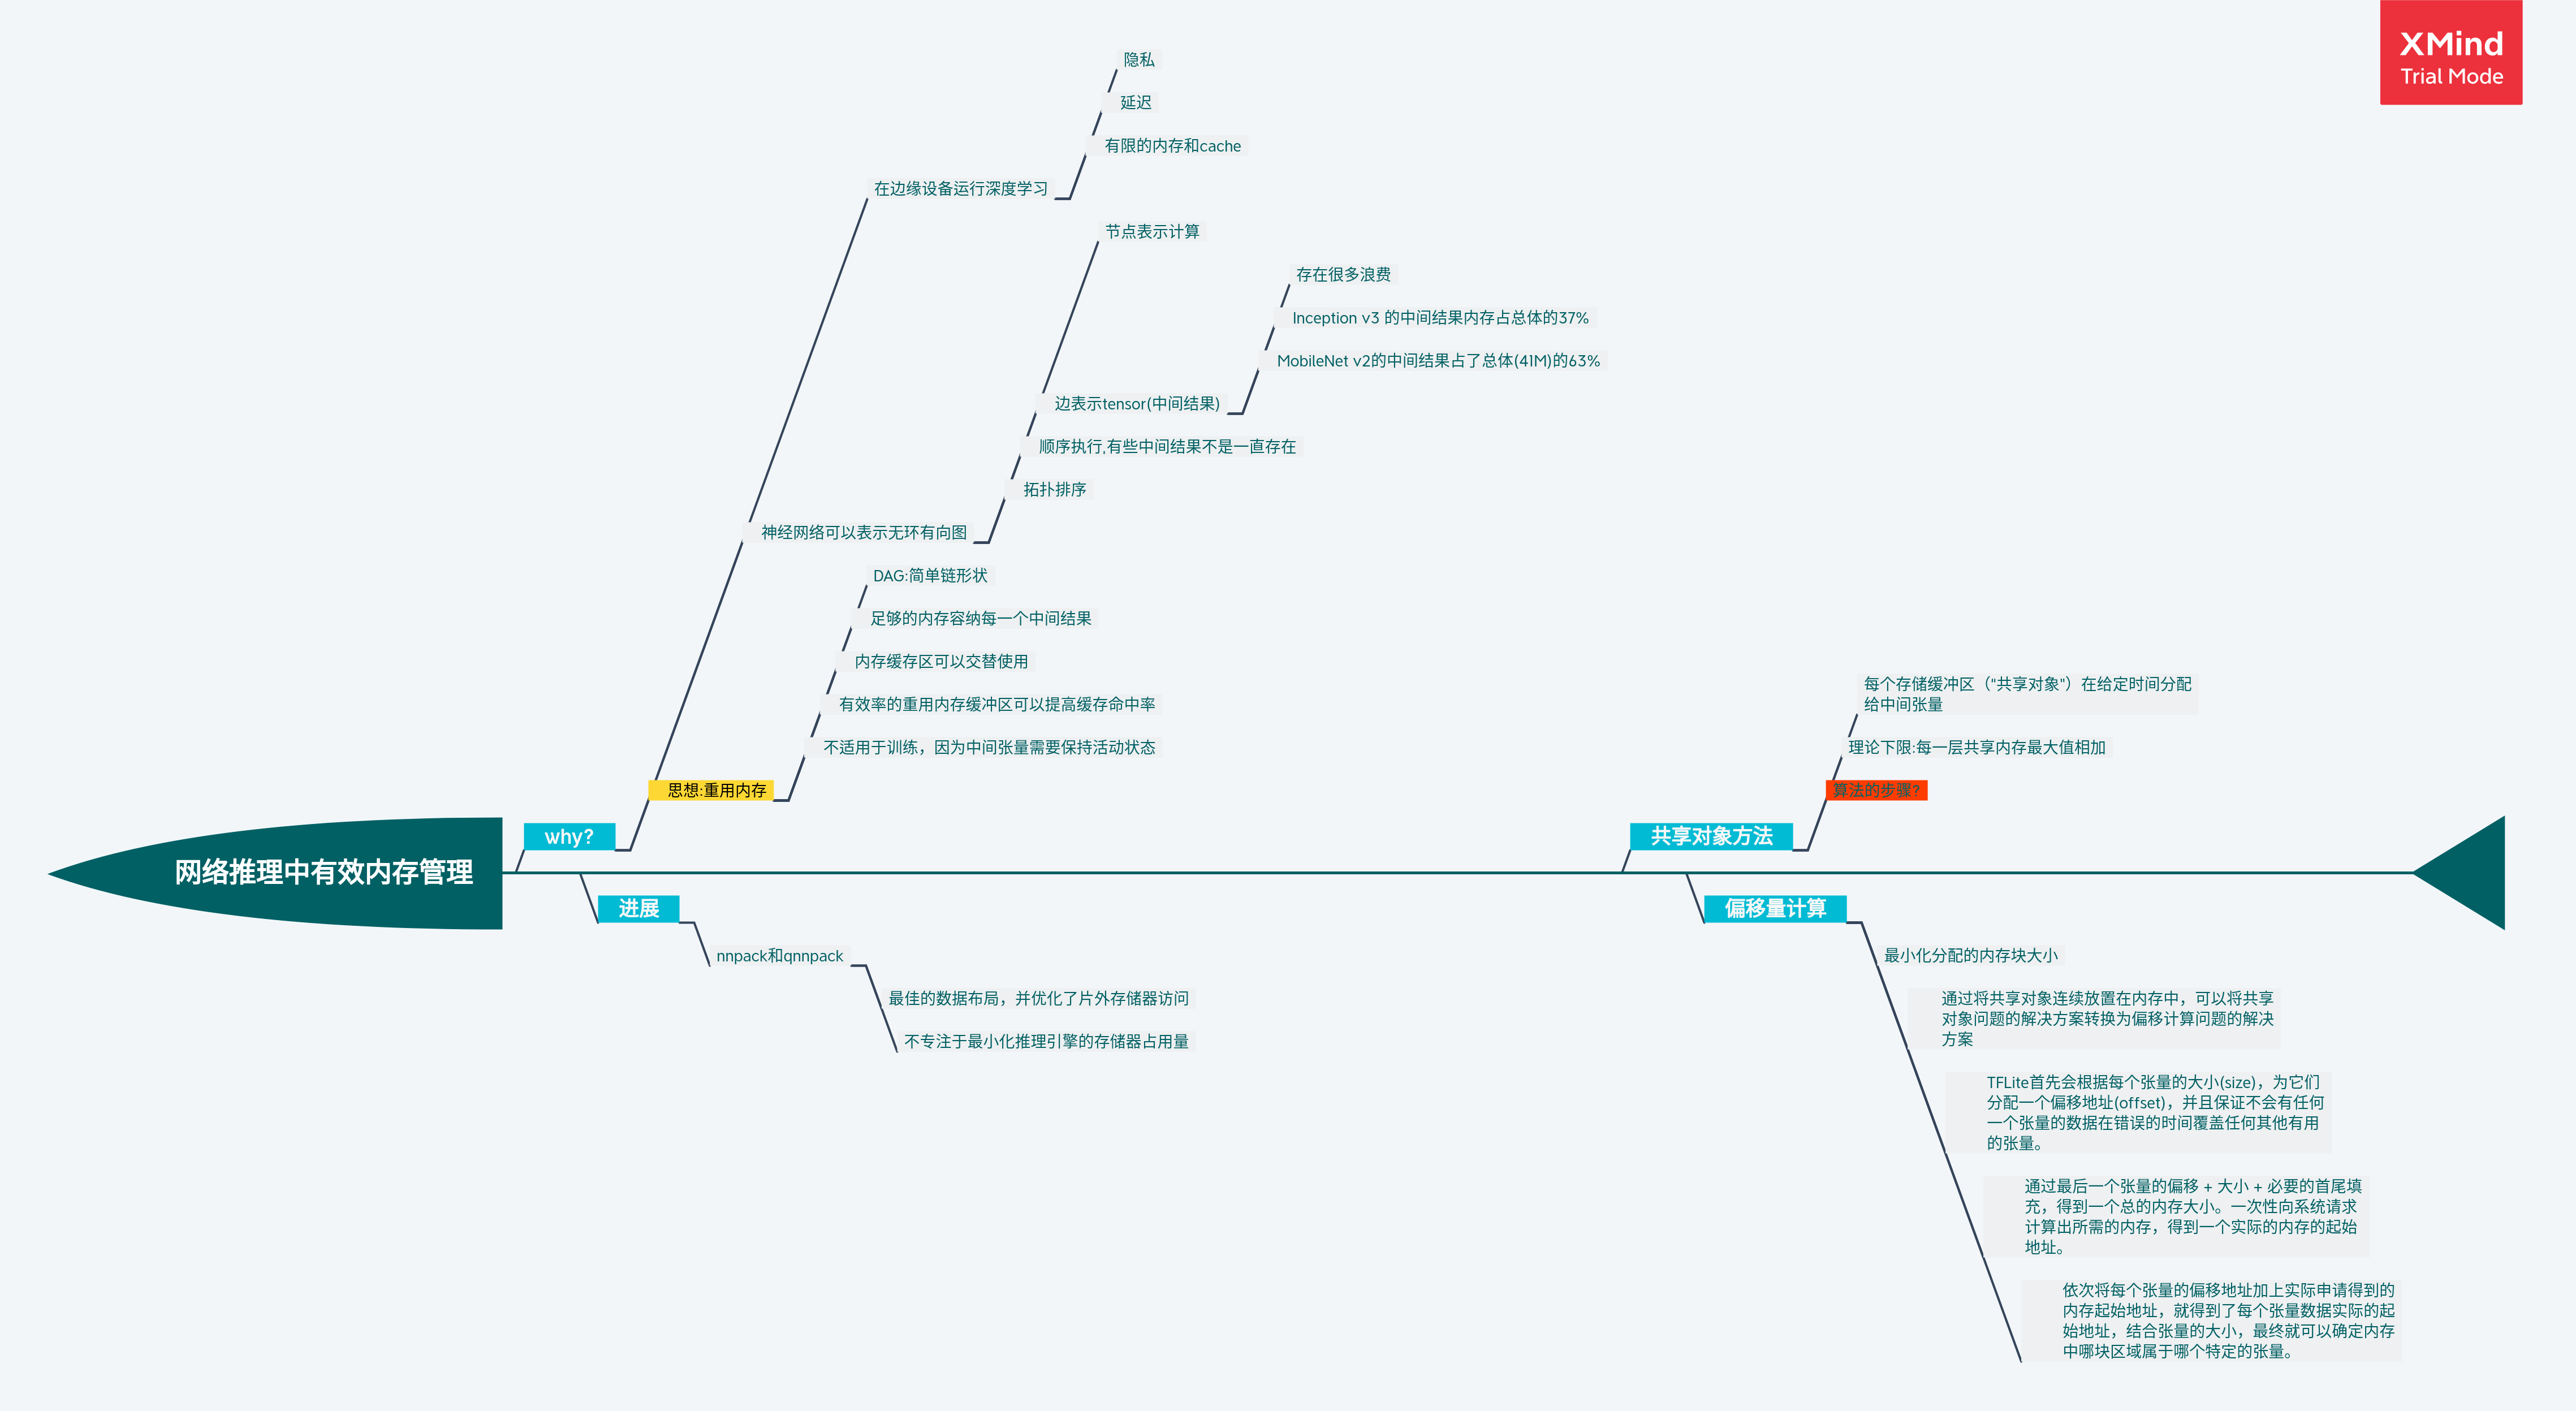 XMind
Trial Mode
隐私
延迟
有限的内存和cache
在边缘设备运行深度学习
节点表示计算
存在很多浪费
Inception v3 的中间结果内存占总体的37%
MobileNet v2的中间结果占了总体(41M)的63%
边表示tensor(中间结果)
顺序执行,有些中间结果不是一直存在
拓扑排序
神经网络可以表示无环有向图
DAG:简单链形状
足够的内存容纳每一个中间结果
内存缓存区可以交替使用
有效率的重用内存缓冲区可以提高缓存命中率
不适用于训练，因为中间张量需要保持活动状态
思想:重用内存
why?
网络推理中有效内存管理
进展
nnpack和qnnpack
最佳的数据布局，并优化了片外存储器访问
不专注于最小化推理引擎的存储器占用量
每个存储缓冲区（"共享对象"）在给定时间分配
给中间张量
理论下限:每一层共享内存最大值相加
算法的步骤?
共享对象方法
偏移量计算
最小化分配的内存块大小
通过将共享对象连续放置在内存中，可以将共享
对象问题的解决方案转换为偏移计算问题的解决
方案
TFLite首先会根据每个张量的大小(size)，为它们
分配一个偏移地址(offset)，并且保证不会有任何
一个张量的数据在错误的时间覆盖任何其他有用
的张量。
通过最后一个张量的偏移 + 大小 + 必要的首尾填
充，得到一个总的内存大小。一次性向系统请求
计算出所需的内存，得到一个实际的内存的起始
地址。
依次将每个张量的偏移地址加上实际申请得到的
内存起始地址，就得到了每个张量数据实际的起
始地址，结合张量的大小，最终就可以确定内存
中哪块区域属于哪个特定的张量。